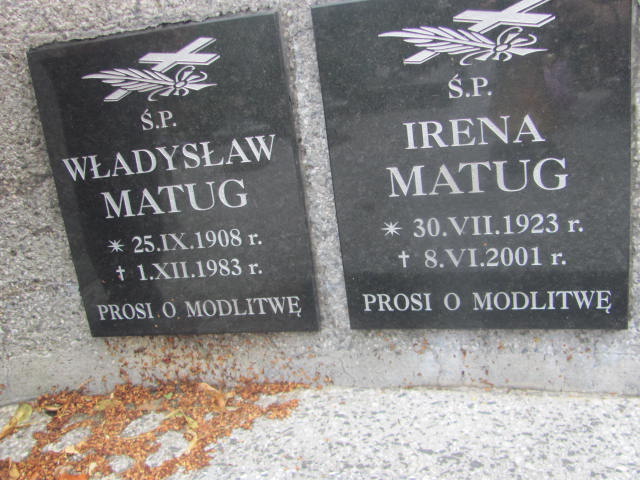 Ś.P.
WŁADYSŁAW
MATUG
* 25.IX.1908 r.
† 1.XII.1983 r.
PROSI O MODLITWĘ
Ś.P.
IRENA
MATUG
* 30.VII.1923 r.
† 8.VI.2001 r.
PROSI O MODLITWĘ